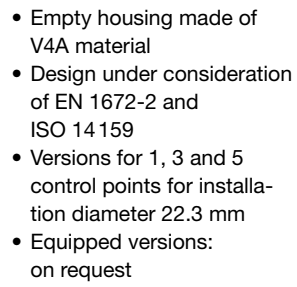 • Empty housing made of
V4A material
• Design under consideration
of EN 1672-2 and
ISO 14159
• Versions for 1, 3 and 5
control points for installa-
tion diameter 22.3 mm
• Equipped versions:
on request